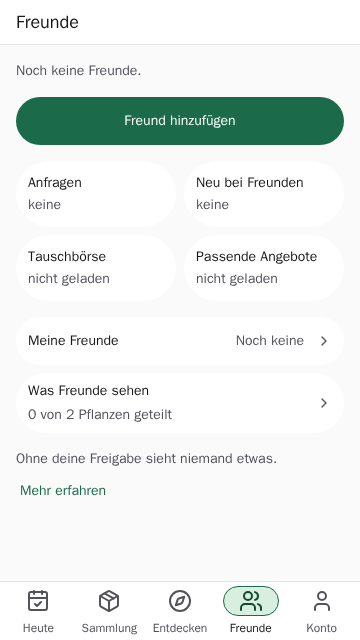 Freunde
Noch keine Freunde.
Freund hinzufügen
Anfragen
keine
Neu bei Freunden
keine
Tauschbörse
nicht geladen
Passende Angebote
nicht geladen
Meine Freunde
Noch keine
Was Freunde sehen
0 von 2 Pflanzen geteilt
Ohne deine Freigabe sieht niemand etwas.
Mehr erfahren
Heute
Sammlung
Entdecken
Freunde
Konto